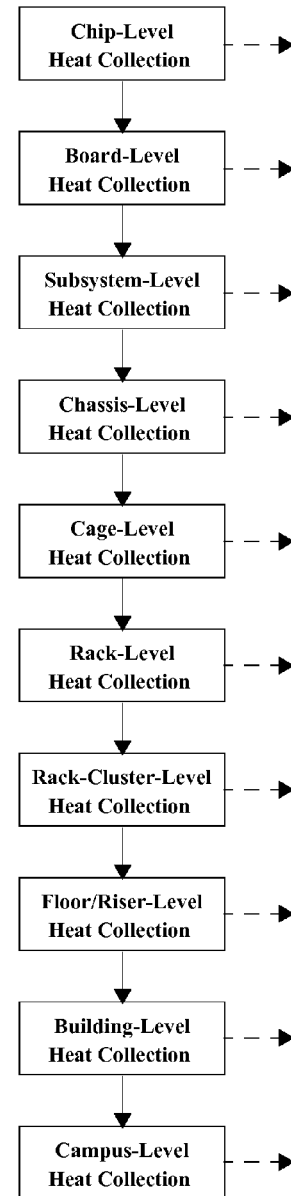 Chip-Level
Heat Collection
Board-Level
Heat Collection
Subsystem-Level
Heat Collection
Chassis-Level
Heat Collection
Cage-Level
Heat Collection
Rack-Level
Heat Collection
Rack-Cluster-Level
Heat Collection
Floor/Riser-Level
Heat Collection
Building-Level
Heat Collection
Campus-Level
Heat Collection